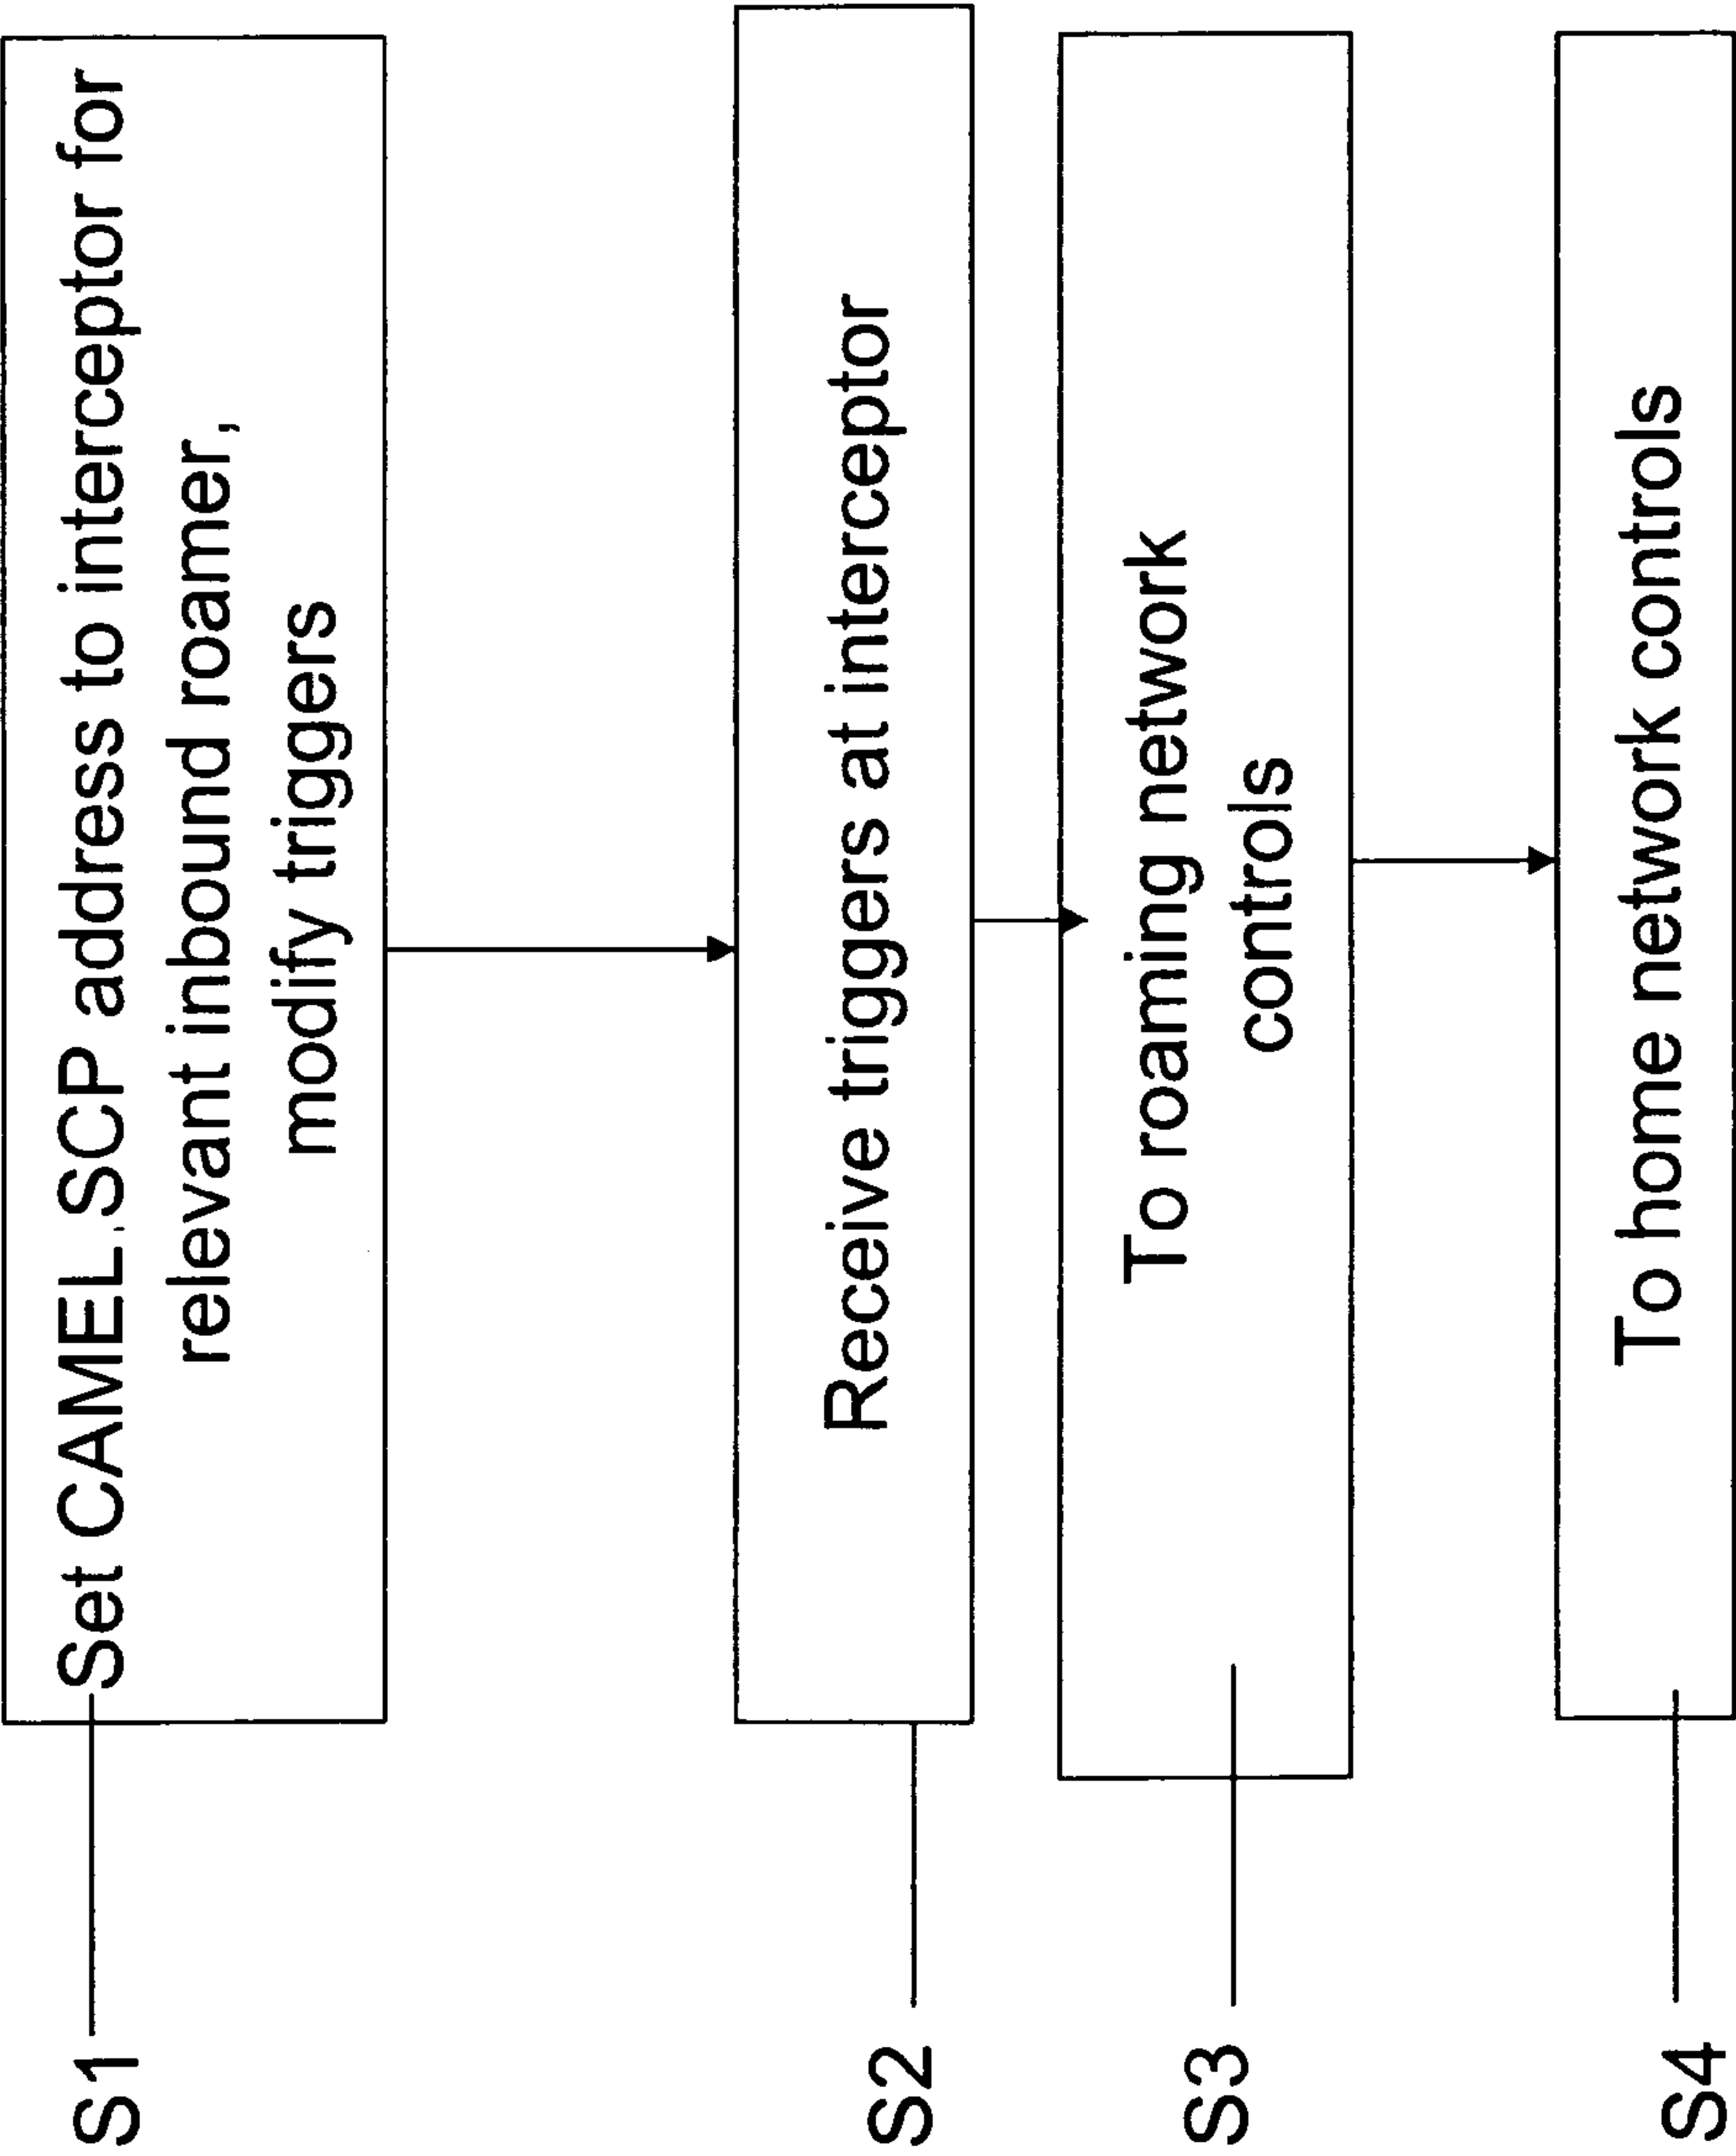 S1
Set CAMEL.SCP address to interceptor for
relevant inbound roamer,
modify triggers
S2
Receive triggers at interceptor
S3
To roaming network
controls
S4
To home network controls